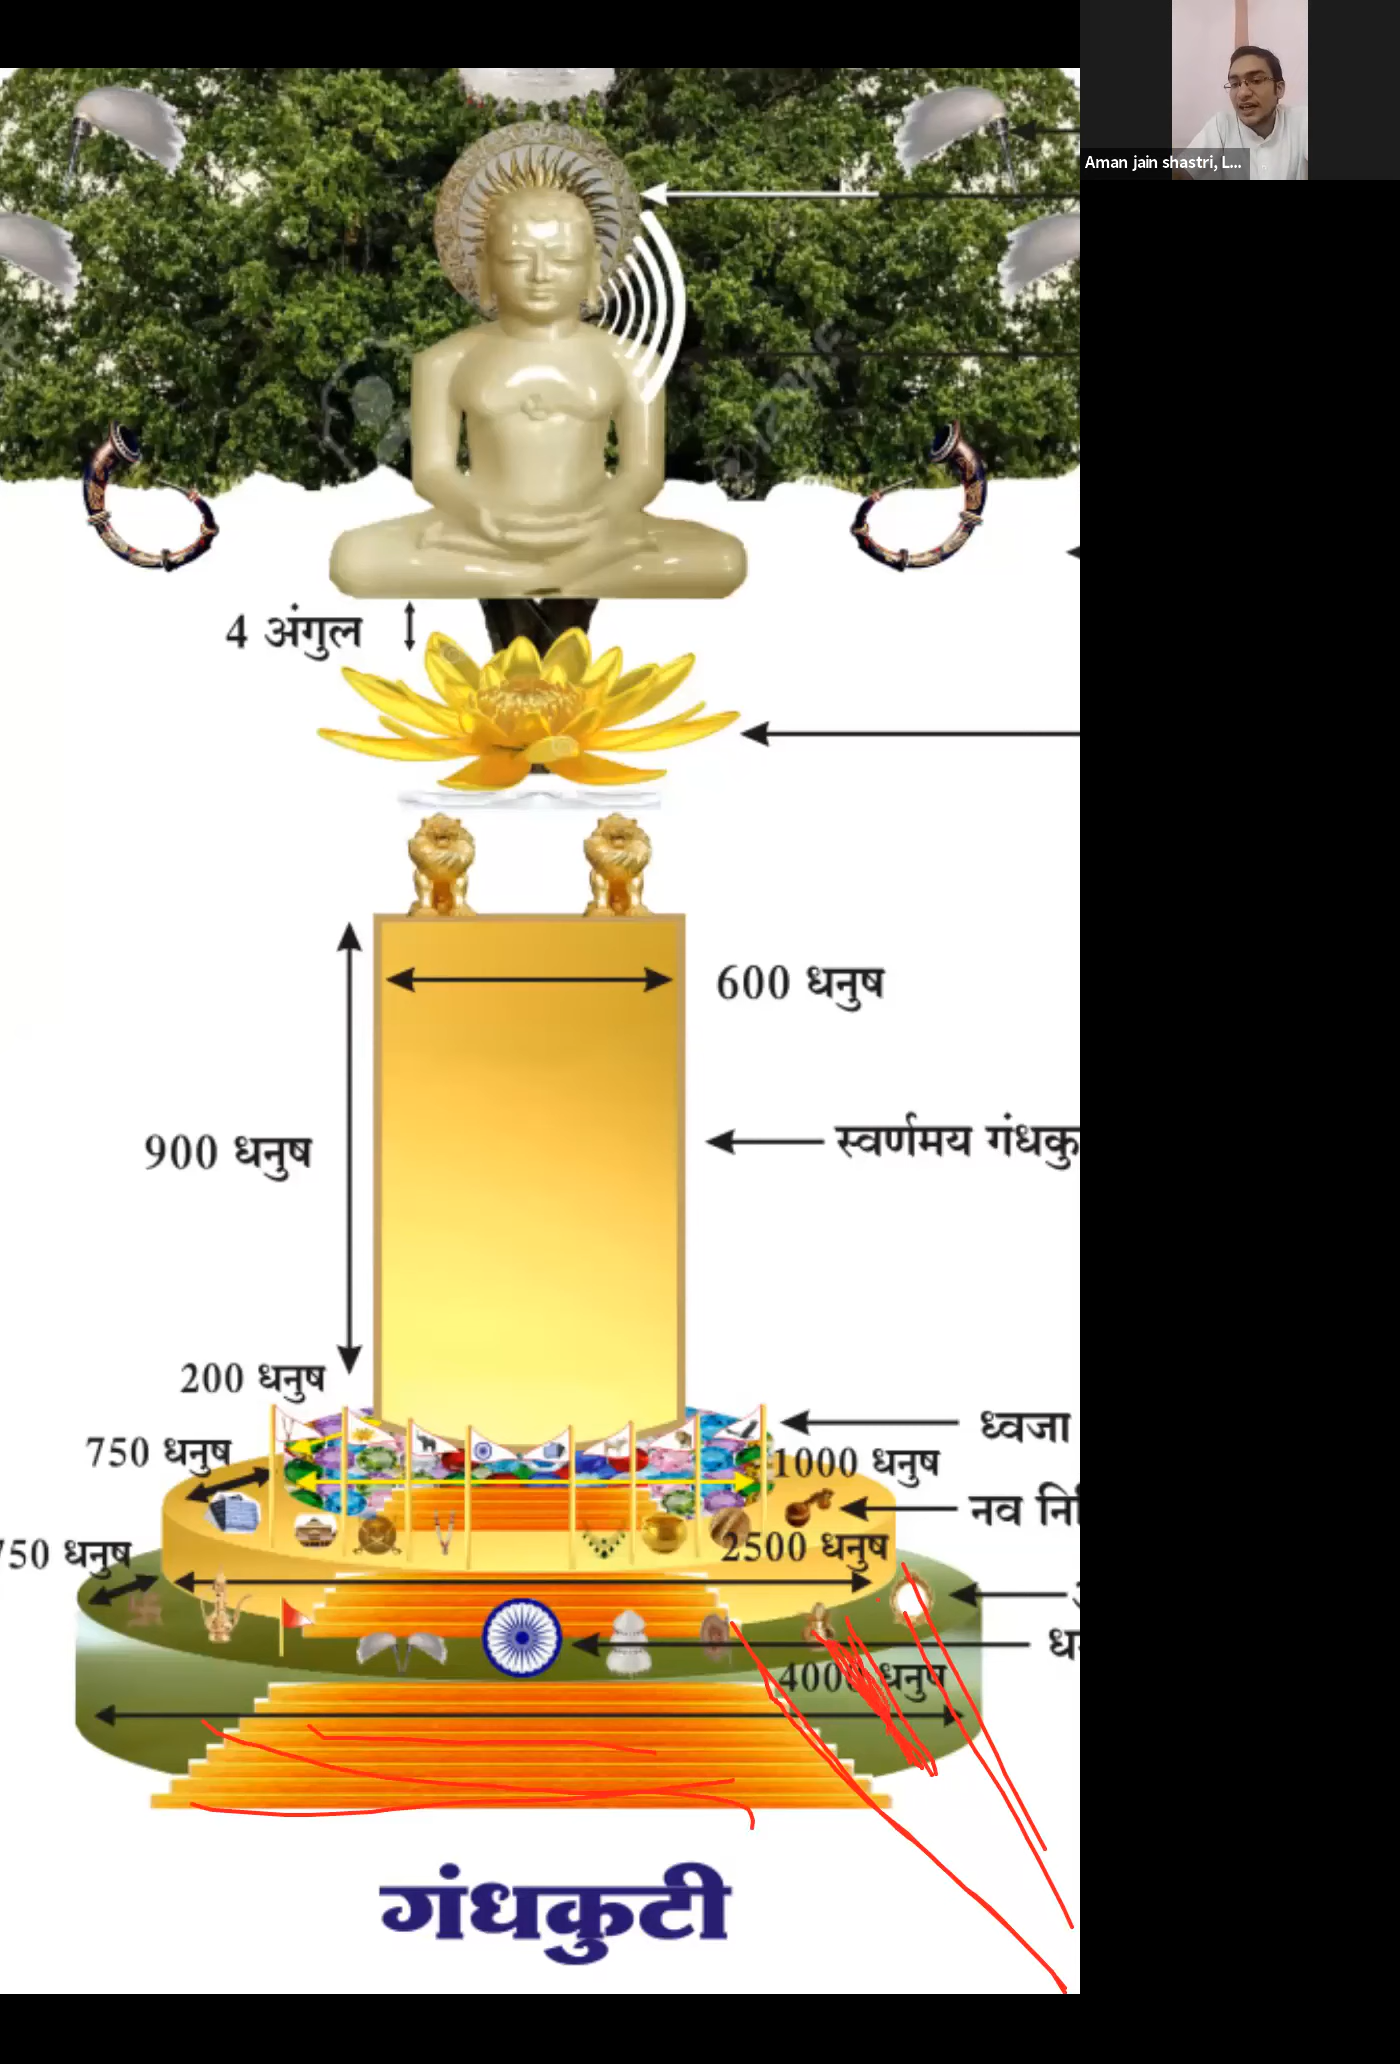 Aman jain shastri, L...
4 अंगुल
600 धनुष
900 धनुष
स्वर्णमय गंधकु
200 धनुष
ध्वजा
750 धनुष
1000 धनुष
नव
2500 धनुष
750 धनुष
4000 धनुष
गंधकुटी